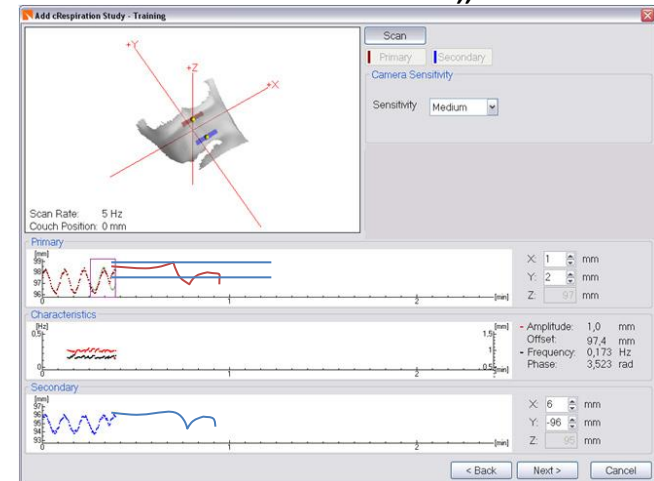 Add cRespiration Study - Training
Scan
Primary Secondary
Camera Sensitivity
Sensitivity Medium
+Y
+Z
+X
Scan Rate: 5 Hz
Couch Position: 0 mm
Primary
[mm]
99
98
97
96
1 2 [min]
X: 1 mm
Y: 2 mm
Z: 97 mm
Characteristics
[Hz] [mm]
0.5 1.5
1
0 0.5
1 2 [min]
- Amplitude: 1,0 mm
Offset: 97,4 mm
- Frequency: 0,173 Hz
Phase: 3,523 rad
Secondary
[mm]
97
96
95
94
93
1 2 [min]
X: 6 mm
Y: -96 mm
Z: 95 mm
< Back Next > Cancel